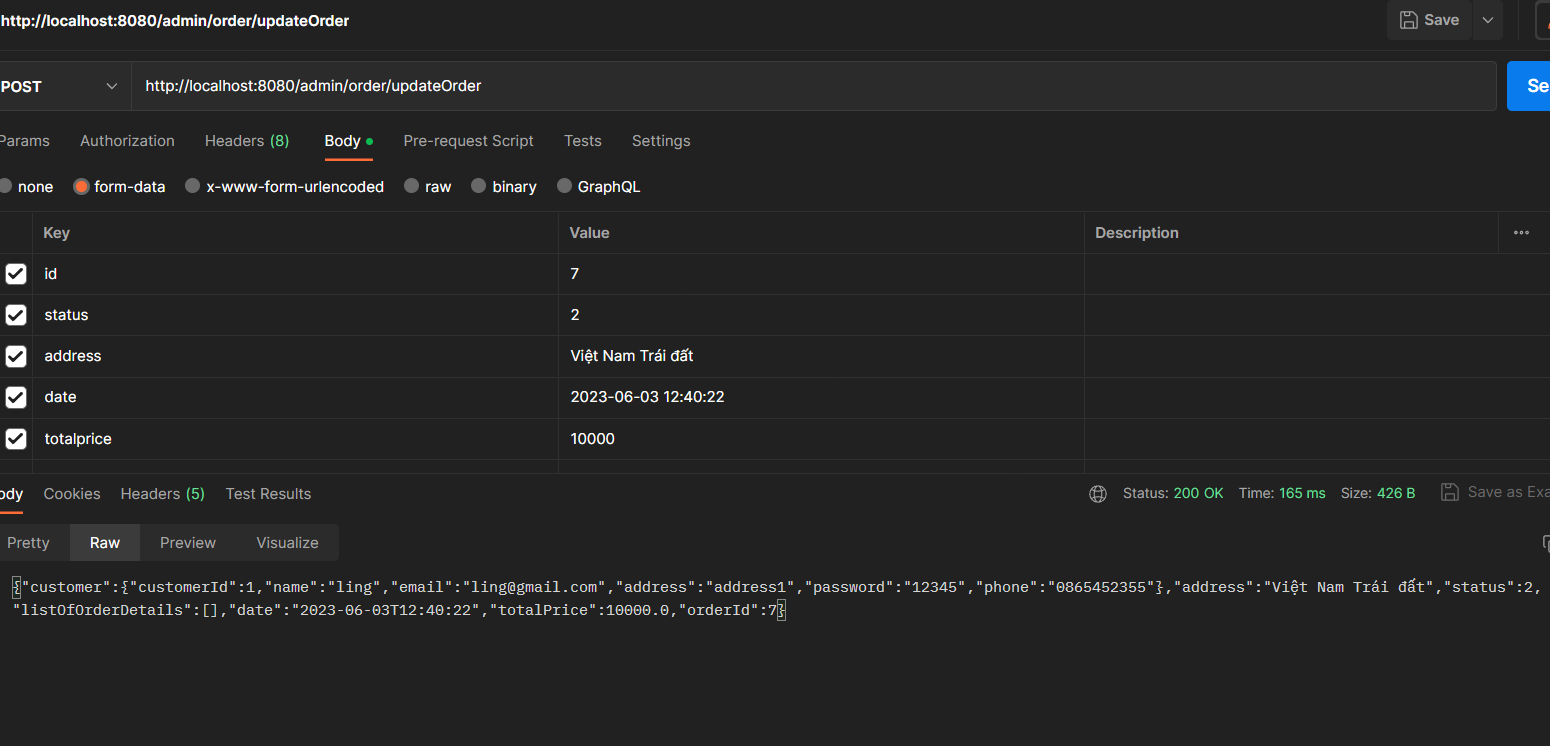 http://localhost:8080/admin/order/updateOrder Save
POST http://localhost:8080/admin/order/updateOrder Se
Params Authorization Headers (8) Body Pre-request Script Tests Settings
none form-data x-www-form-urlencoded raw binary GraphQL
Key Value Description
id 7
status 2
address Việt Nam Trái đất
date 2023-06-03 12:40:22
totalprice 10000
ody Cookies Headers (5) Test Results Status: 200 OK Time: 165 ms Size: 426 B Save as Exa
Pretty Raw Preview Visualize
{"customer":{"customerId":1,"name":"ling","email":"ling@gmail.com","address":"address1","password":"12345","phone":"0865452355"},"address":"Việt Nam Trái đất","status":2,
"listOfOrderDetails":[],"date":"2023-06-03T12:40:22","totalPrice":10000.0,"orderId":7}